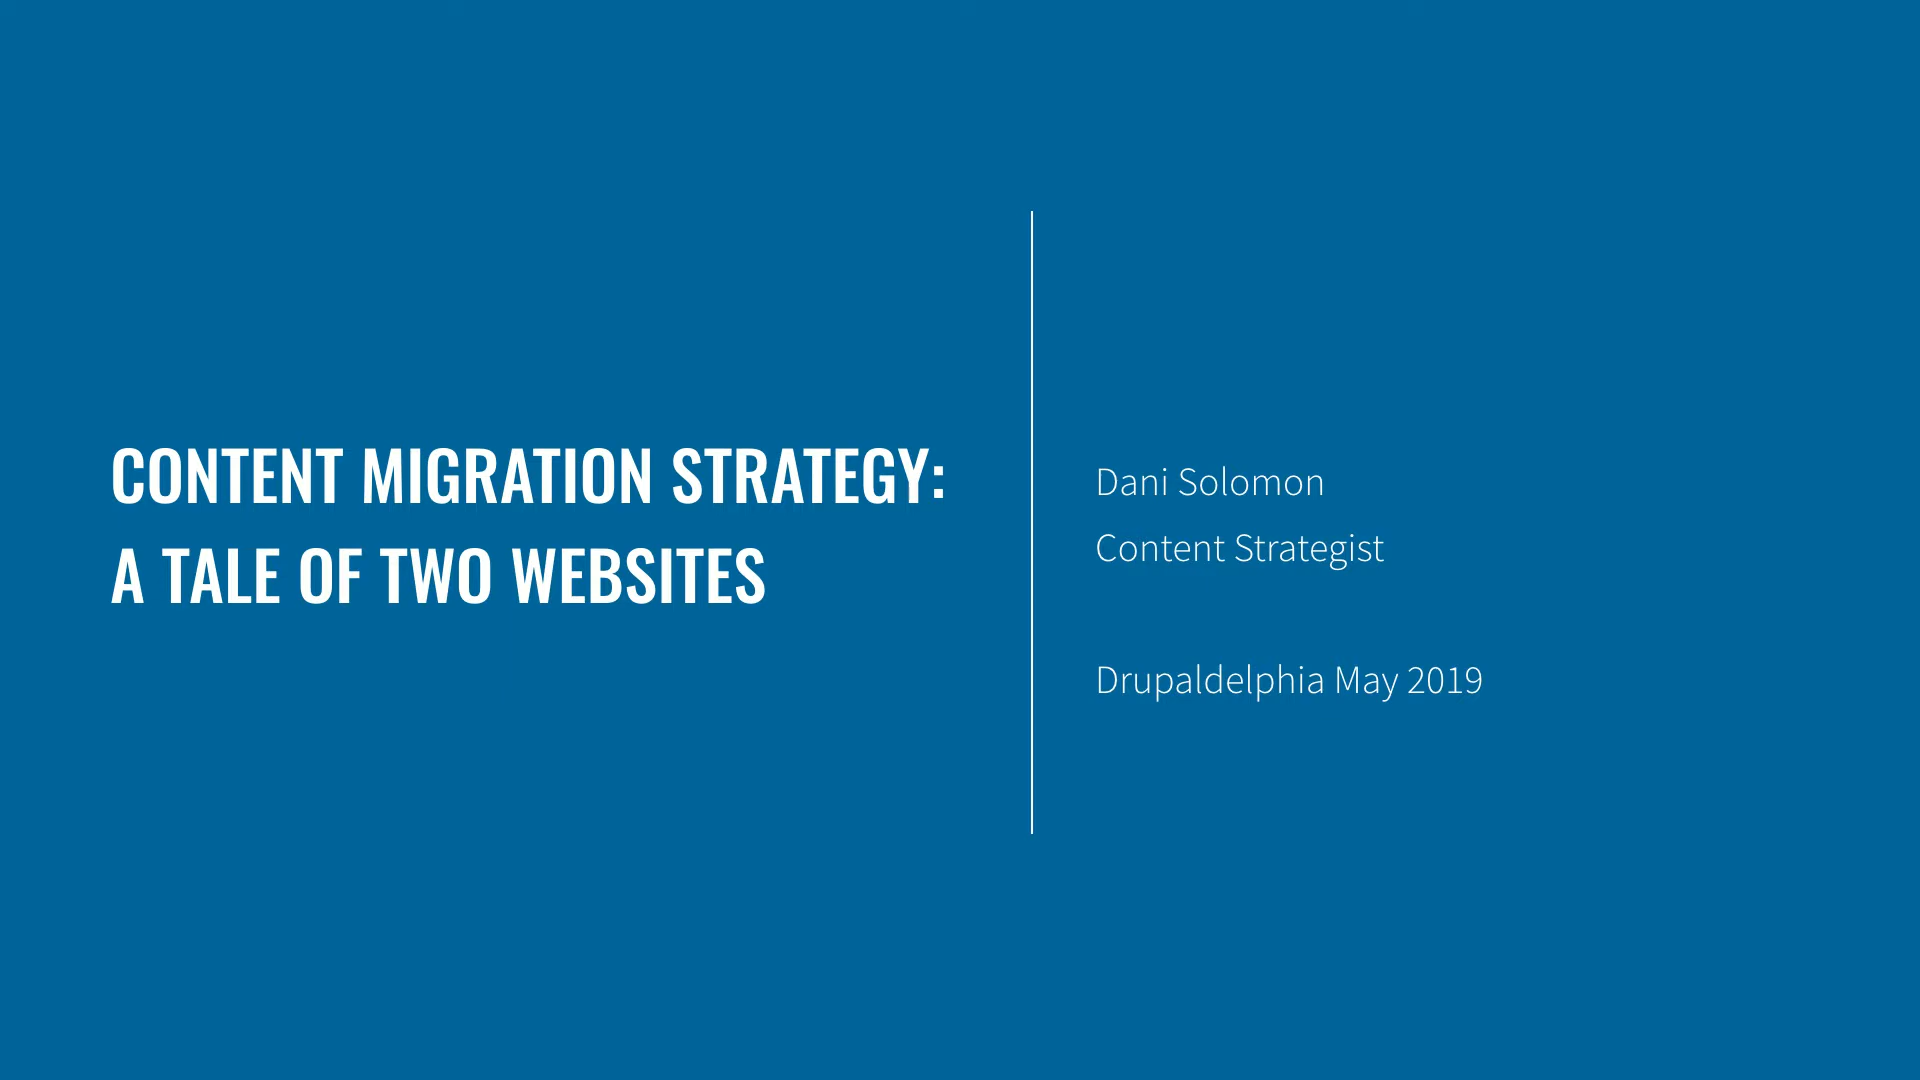 CONTENT MIGRATION STRATEGY:
A TALE OF TWO WEBSITES
Dani Solomon
Content Strategist
Drupaldelphia May 2019